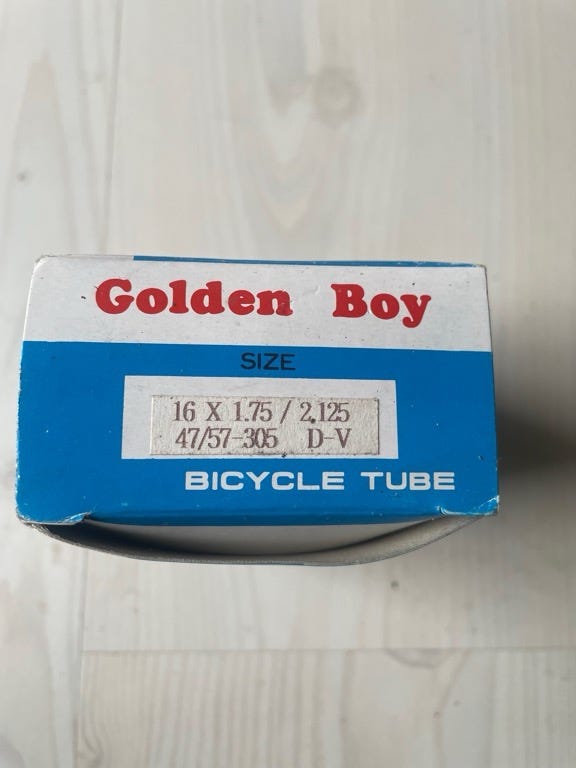 Golden Boy
SIZE
16 X 1.75 / 2.125
47/57-305 D-V
BICYCLE TUBE